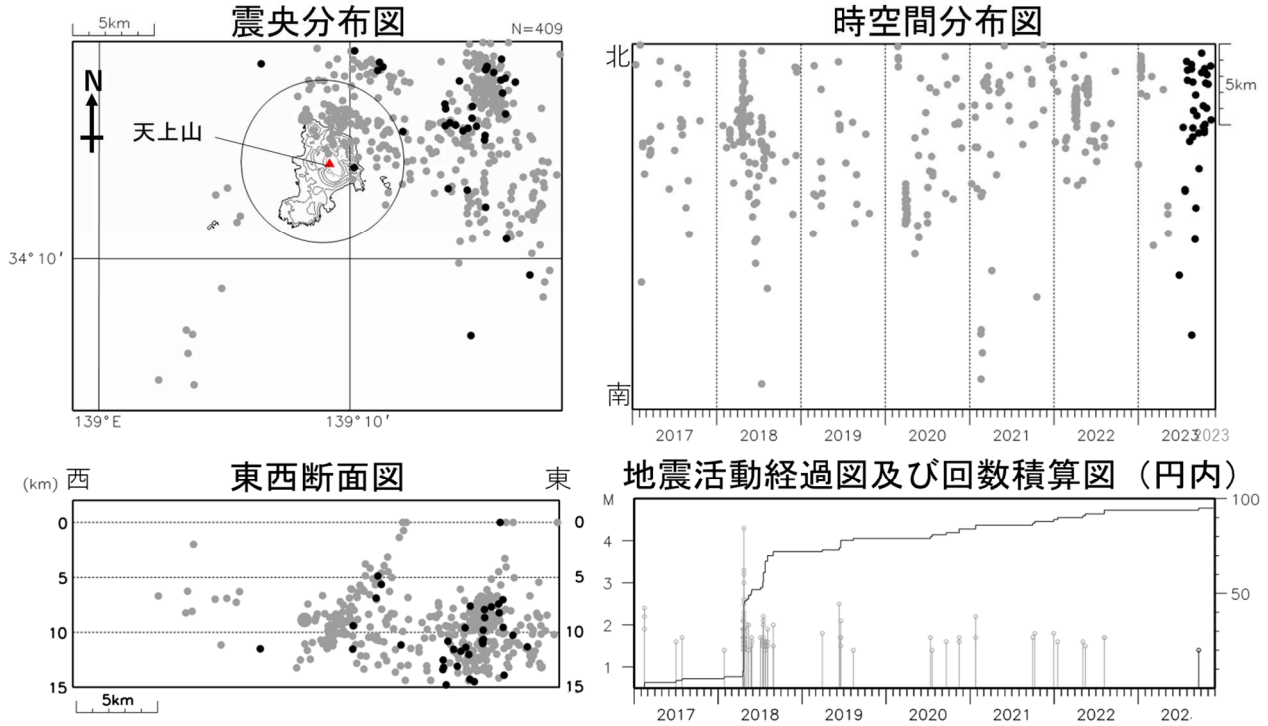 震央分布図
5km
N=409
N
天上山
34°10′
139°E
139°10′
時空間分布図
北
5km
南
2017 2018 2019 2020 2021 2022 2023 2023
東西断面図
(km) 西 東
0 0
5 5
10 10
15 15
5km
地震活動経過図及び回数積算図（円内）
M 100
4
3
50
2
1
2017 2018 2019 2020 2021 2022 202